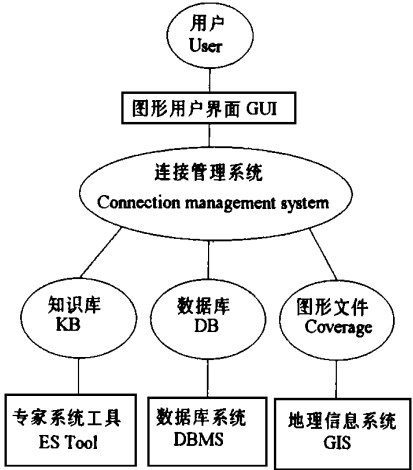 用户
User
图形用户界面 GUI
连接管理系统
Connection management system
知识库
KB
数据库
DB
图形文件
Coverage
专家系统工具
ES Tool
数据库系统
DBMS
地理信息系统
GIS